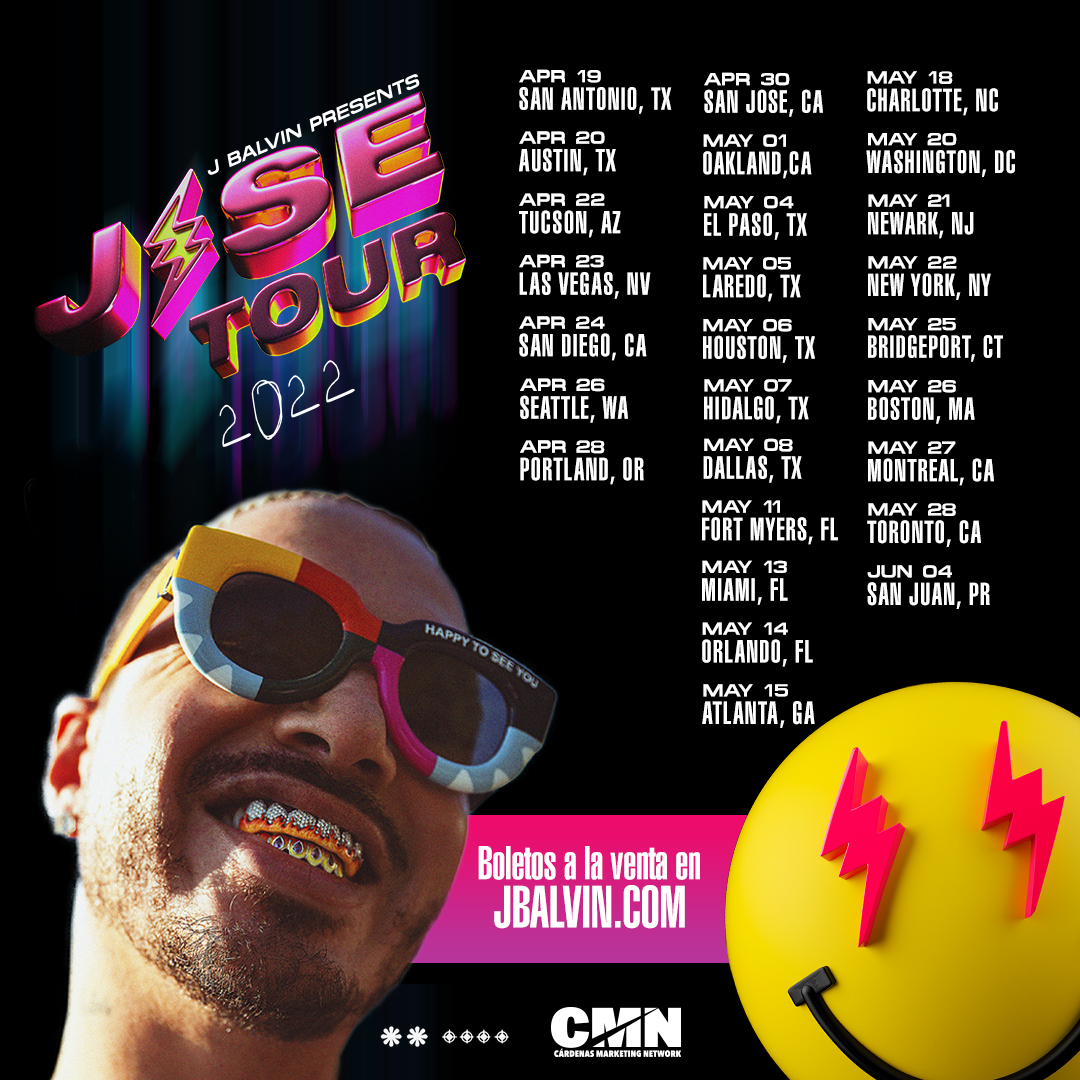 J BALVIN PRESENTS
JOSE
TOUR
2022
APR 19
SAN ANTONIO, TX
APR 20
AUSTIN, TX
APR 22
TUCSON, AZ
APR 23
LAS VEGAS, NV
APR 24
SAN DIEGO, CA
APR 26
SEATTLE, WA
APR 28
PORTLAND, OR
APR 30
SAN JOSE, CA
MAY 01
OAKLAND,CA
MAY 04
EL PASO, TX
MAY 05
LAREDO, TX
MAY 06
HOUSTON, TX
MAY 07
HIDALGO, TX
MAY 08
DALLAS, TX
MAY 11
FORT MYERS, FL
MAY 13
MIAMI, FL
MAY 14
ORLANDO, FL
MAY 15
ATLANTA, GA
MAY 18
CHARLOTTE, NC
MAY 20
WASHINGTON, DC
MAY 21
NEWARK, NJ
MAY 22
NEW YORK, NY
MAY 25
BRIDGEPORT, CT
MAY 26
BOSTON, MA
MAY 27
MONTREAL, CA
MAY 28
TORONTO, CA
JUN 04
SAN JUAN, PR
HAPPY TO SEE YOU
Boletos a la venta en
JBALVIN.COM
CMN
CÁRDENAS MARKETING NETWORK